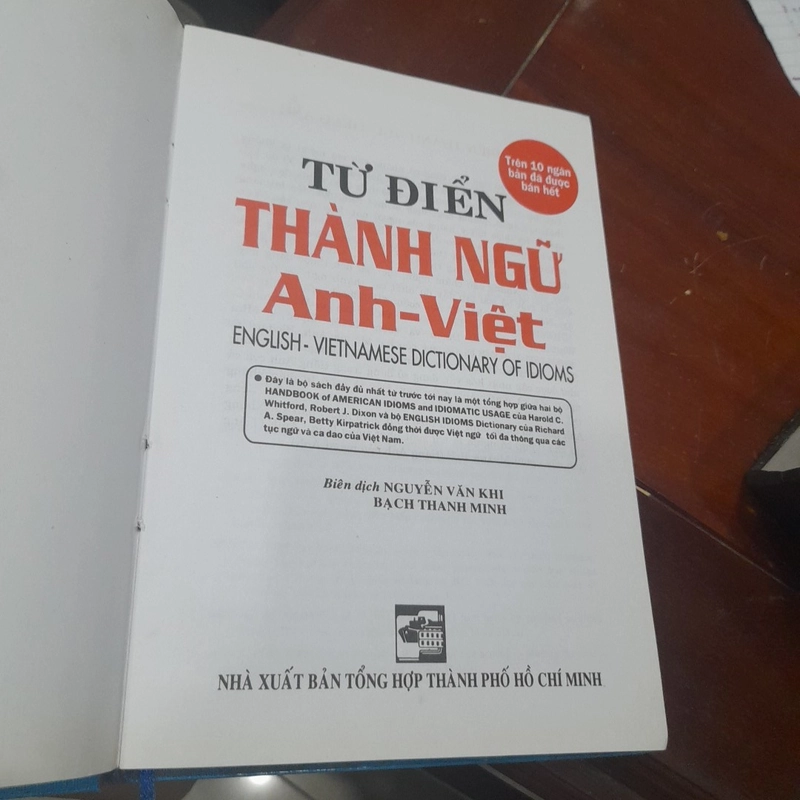 Trên 10 ngàn
bản đã được
bán hết
TỪ ĐIỂN
THÀNH NGỮ
Anh-Việt
ENGLISH - VIETNAMESE DICTIONARY OF IDIOMS
● Đây là bộ sách đầy đủ nhất từ trước tới nay là một tổng hợp giữa hai bộ
HANDBOOK of AMERICAN IDIOMS and IDIOMATIC USAGE của Harold C.
Whitford, Robert J. Dixon và bộ ENGLISH IDIOMS Dictionary của Richard
A. Spear, Betty Kirpatrick đồng thời được Việt ngữ tối đa thông qua các
tục ngữ và ca dao của Việt Nam.
Biên dịch NGUYỄN VĂN KHI
BẠCH THANH MINH
NHÀ XUẤT BẢN TỔNG HỢP THÀNH PHỐ HỒ CHÍ MINH